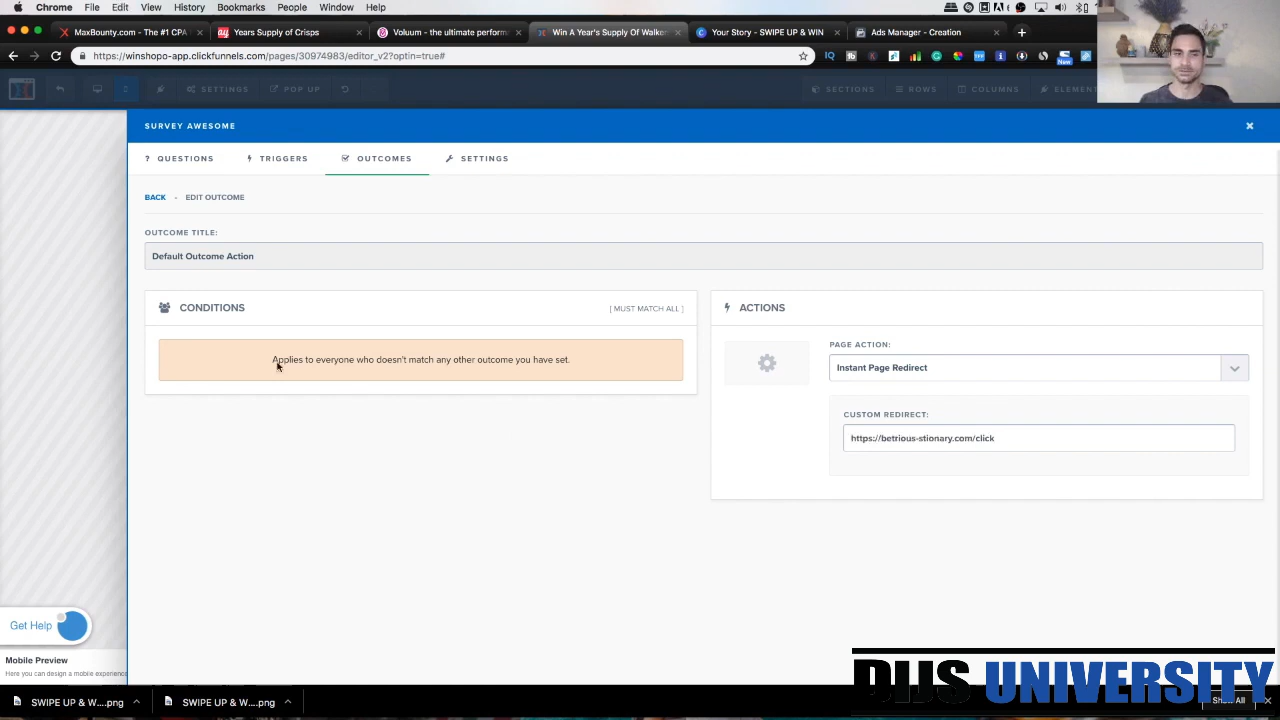 Chrome File Edit View History Bookmarks People Window Help
MaxBounty.com - The #1 CPA
Years Supply of Crisps
Voluum - the ultimate perform
Win A Year's Supply Of Walker
Your Story - SWIPE UP & WIN
Ads Manager - Creation
https://winshopo-app.clickfunnels.com/pages/30974983/editor_v2?optin=true#
SETTINGS POP UP SECTIONS ROWS COLUMNS
SURVEY AWESOME
? QUESTIONS TRIGGERS OUTCOMES SETTINGS
BACK - EDIT OUTCOME
OUTCOME TITLE:
Default Outcome Action
CONDITIONS [ MUST MATCH ALL ]
Applies to everyone who doesn't match any other outcome you have set.
ACTIONS
PAGE ACTION:
Instant Page Redirect
CUSTOM REDIRECT:
https://betrious-stionary.com/click
Get Help
Mobile Preview
Here you can design a mobile experience
UNIVERSITY
SWIPE UP & W....png
SWIPE UP & W....png
Show All